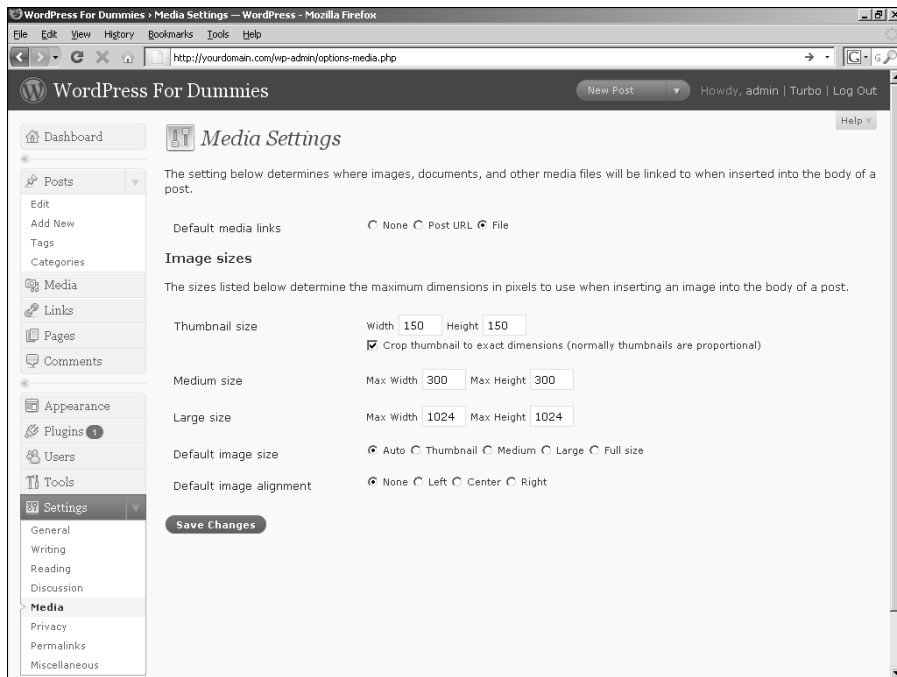 WordPress For Dummies › Media Settings — WordPress - Mozilla Firefox
File Edit View History Bookmarks Tools Help
http://yourdomain.com/wp-admin/options-media.php
G
WordPress For Dummies
New Post
Howdy, admin | Turbo | Log Out
Help
Dashboard
Media Settings
Posts
The setting below determines where images, documents, and other media files will be linked to when inserted into the body of a
post.
Edit
Add New
Default media links
None Post URL File
Tags
Categories
Image sizes
Media
The sizes listed below determine the maximum dimensions in pixels to use when inserting an image into the body of a post.
Links
Thumbnail size
Width 150 Height 150
Pages
Crop thumbnail to exact dimensions (normally thumbnails are proportional)
Comments
Medium size
Max Width 300 Max Height 300
Appearance
Large size
Max Width 1024 Max Height 1024
Plugins 1
Users
Default image size
Auto Thumbnail Medium Large Full size
Tools
Default image alignment
None Left Center Right
Settings
Save Changes
General
Writing
Reading
Discussion
Media
Privacy
Permalinks
Miscellaneous